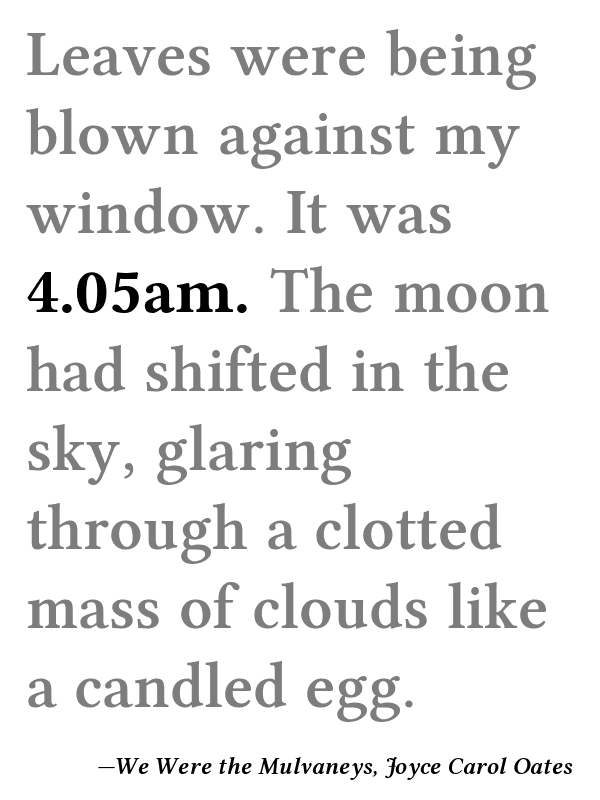 Leaves were being
blown against my
window. It was
4.05am. The moon
had shifted in the
sky, glaring
through a clotted
mass of clouds like
a candled egg.
—We Were the Mulvaneys, Joyce Carol Oates